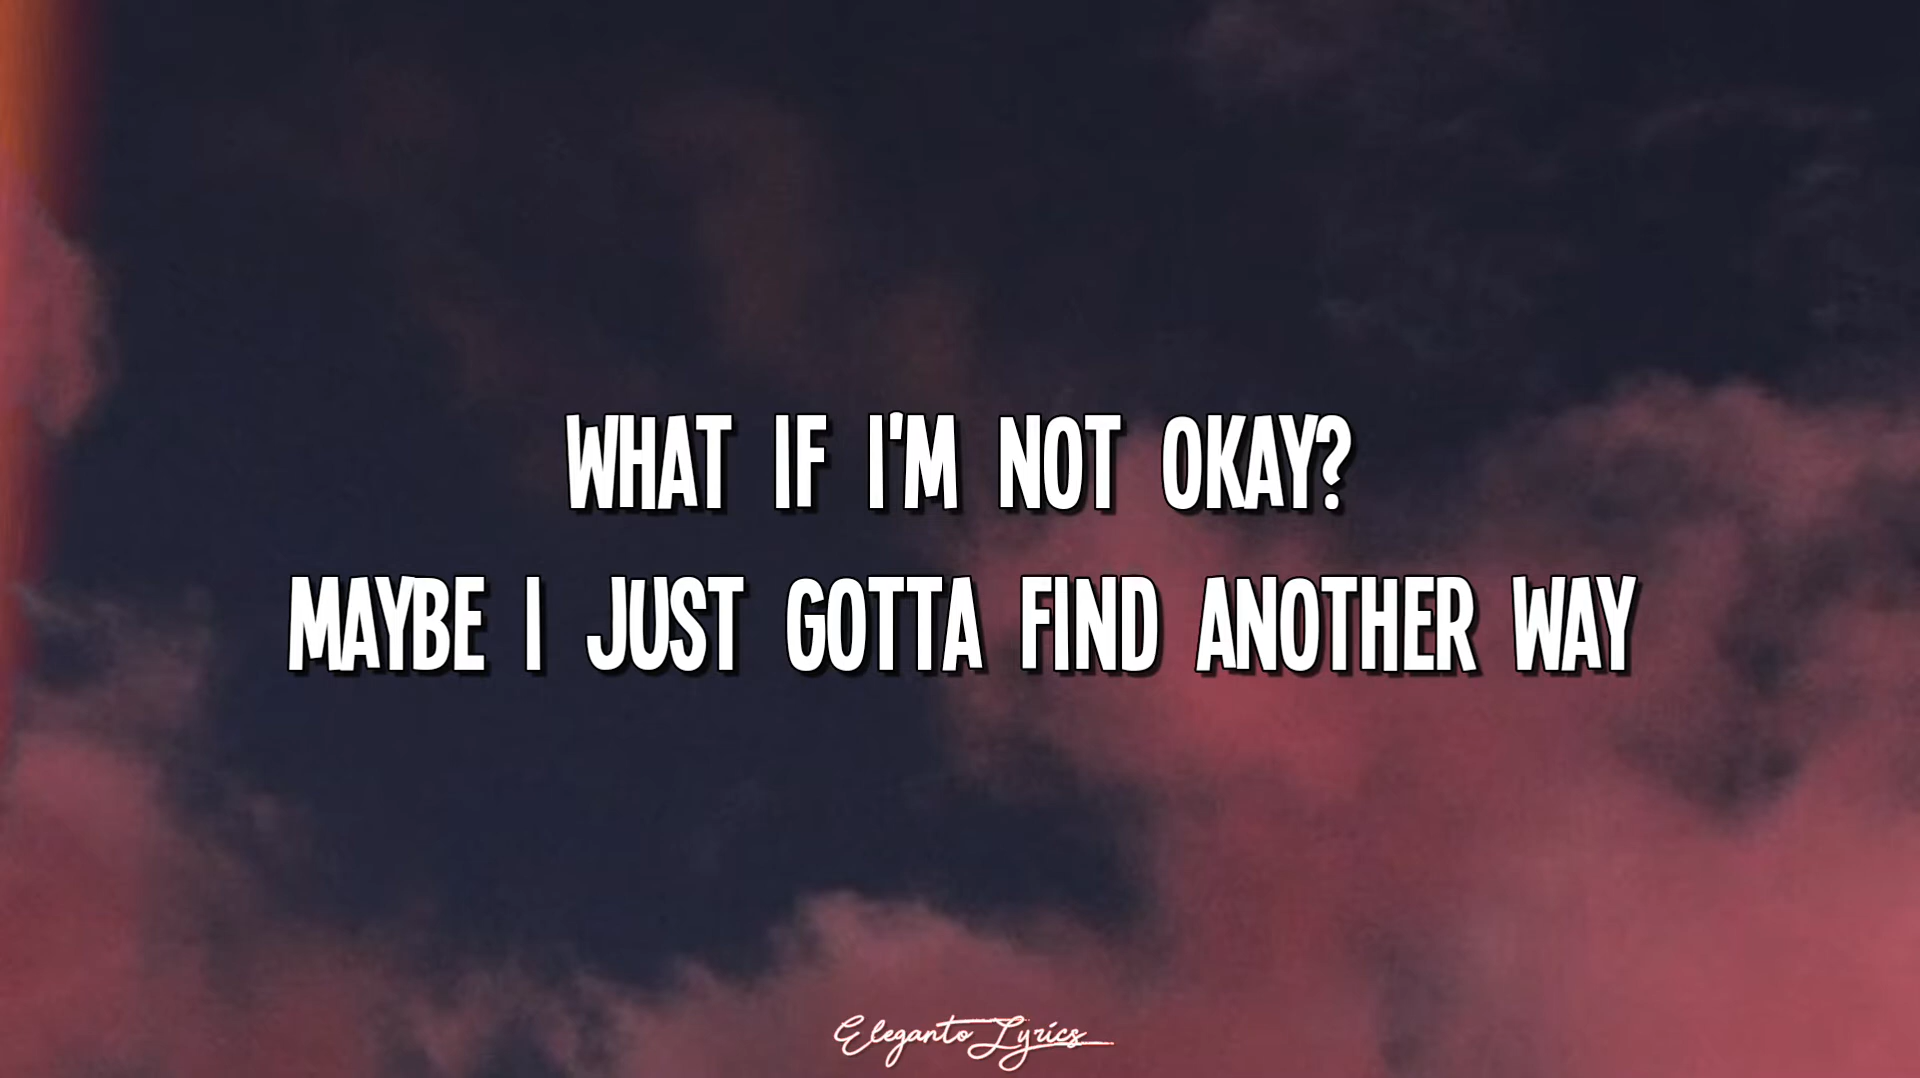 WHAT IF I'M NOT OKAY?
MAYBE I JUST GOTTA FIND ANOTHER WAY
Eleganto Lyrics